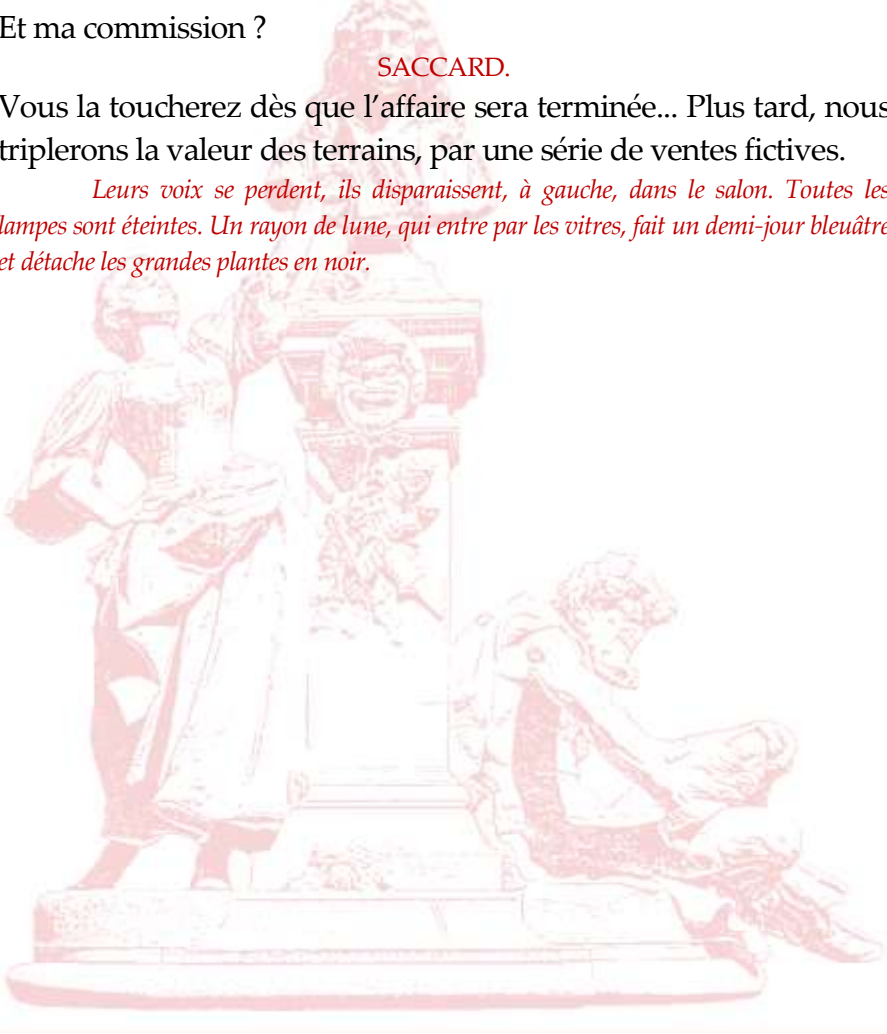 Et ma commission ?
SACCARD.
Vous la toucherez dès que l’affaire sera terminée... Plus tard, nous
triplerons la valeur des terrains, par une série de ventes fictives.
Leurs voix se perdent, ils disparaissent, à gauche, dans le salon. Toutes les
lampes sont éteintes. Un rayon de lune, qui entre par les vitres, fait un demi-jour bleuâtre
et détache les grandes plantes en noir.